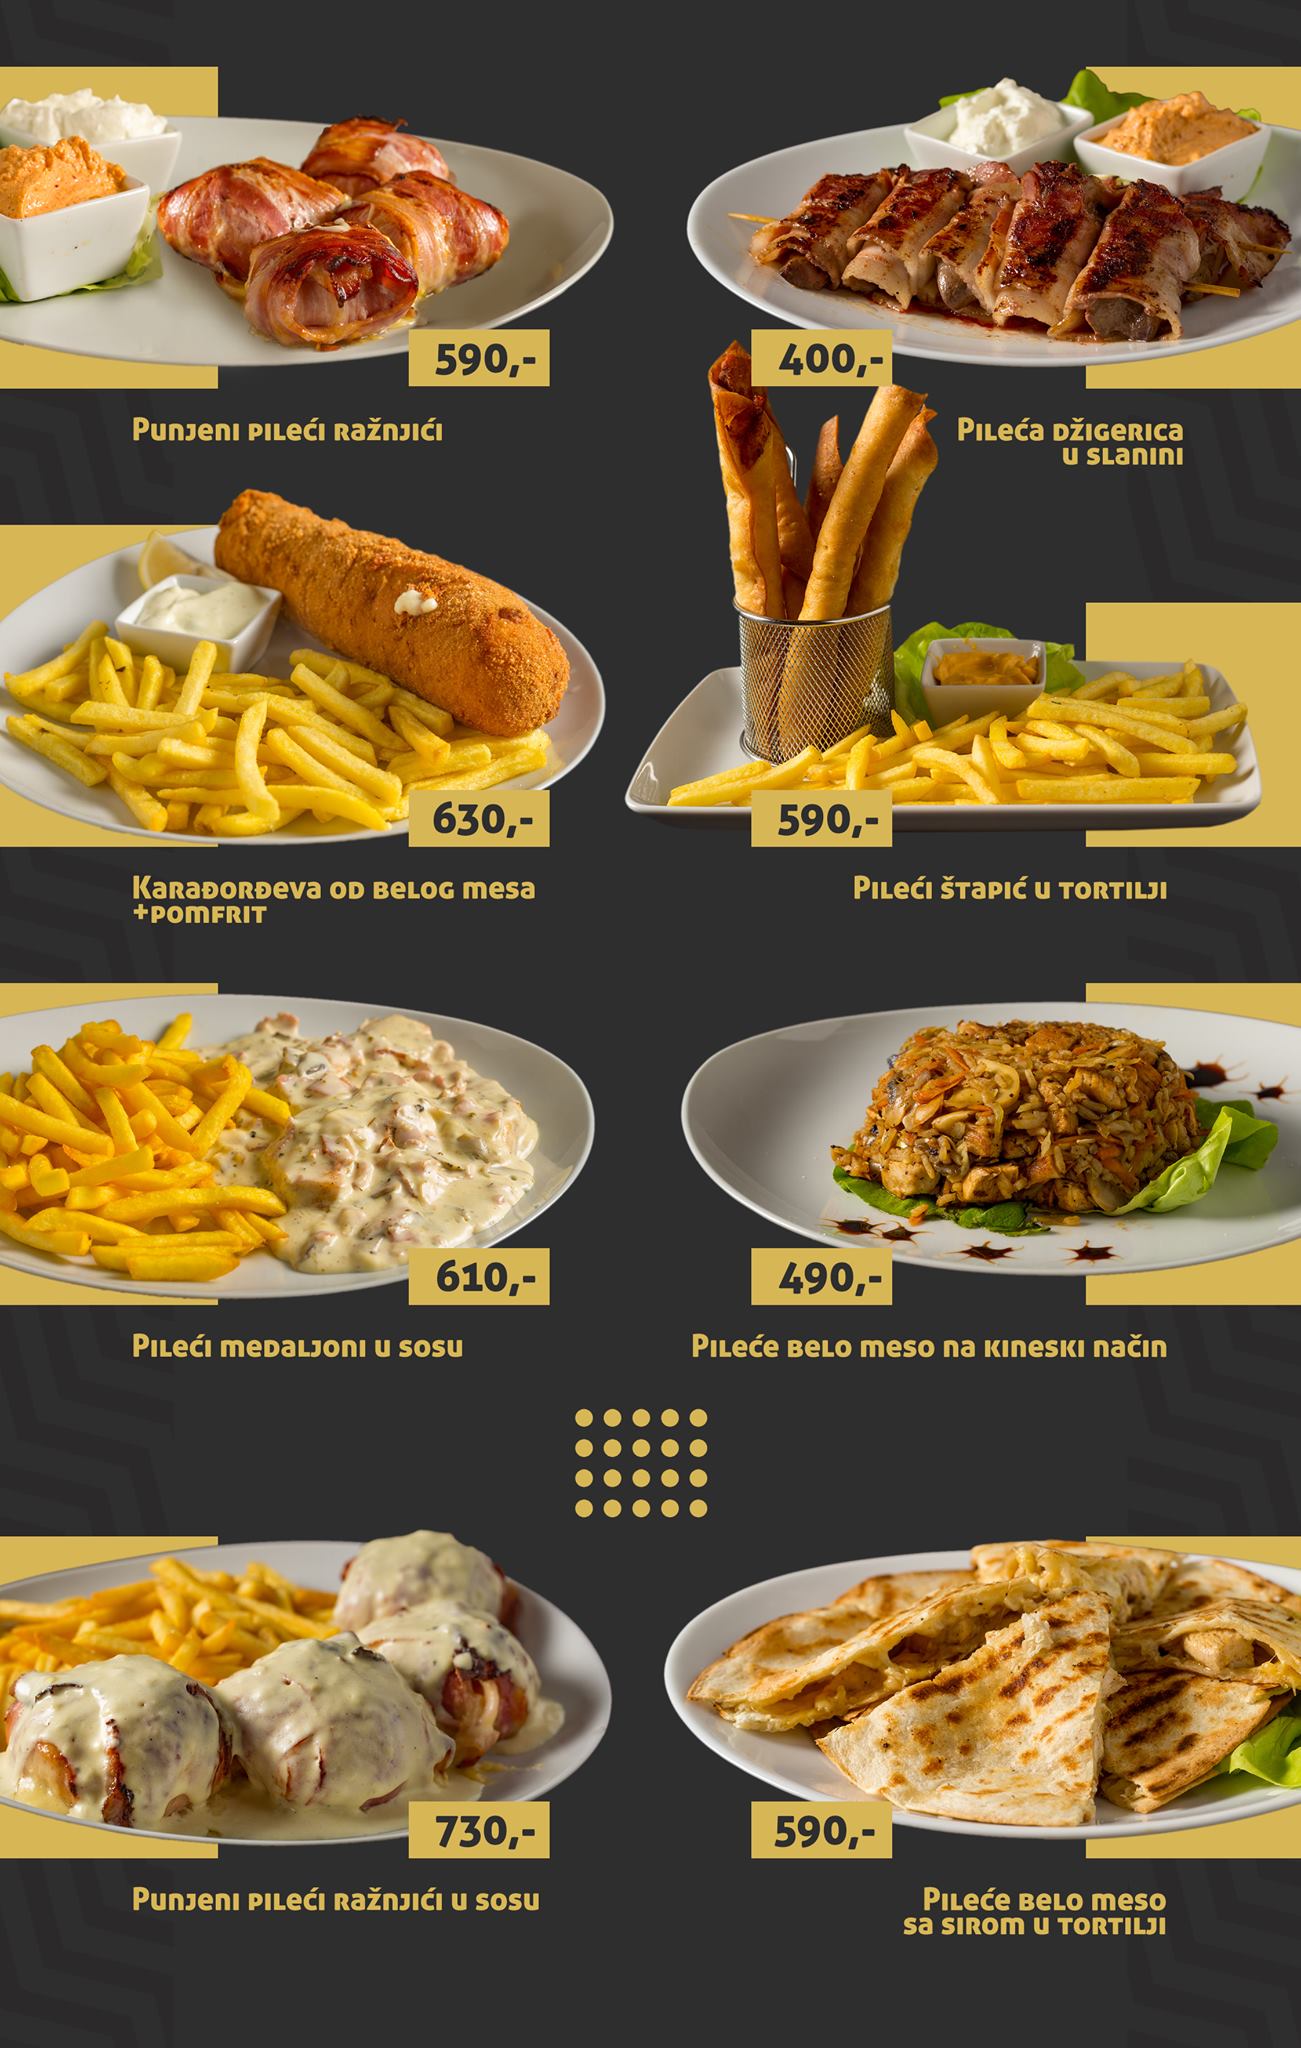 590,-
Punjeni pileći ražnjići
400,-
Pileća džigerica
u slanini
630,-
Karađorđeva od belog mesa
+pomfrit
590,-
Pileći štapić u tortilji
610,-
Pileći medaljoni u sosu
490,-
Pileće belo meso na kineski način
730,-
Punjeni pileći ražnjići u sosu
590,-
Pileće belo meso
sa sirom u tortilji